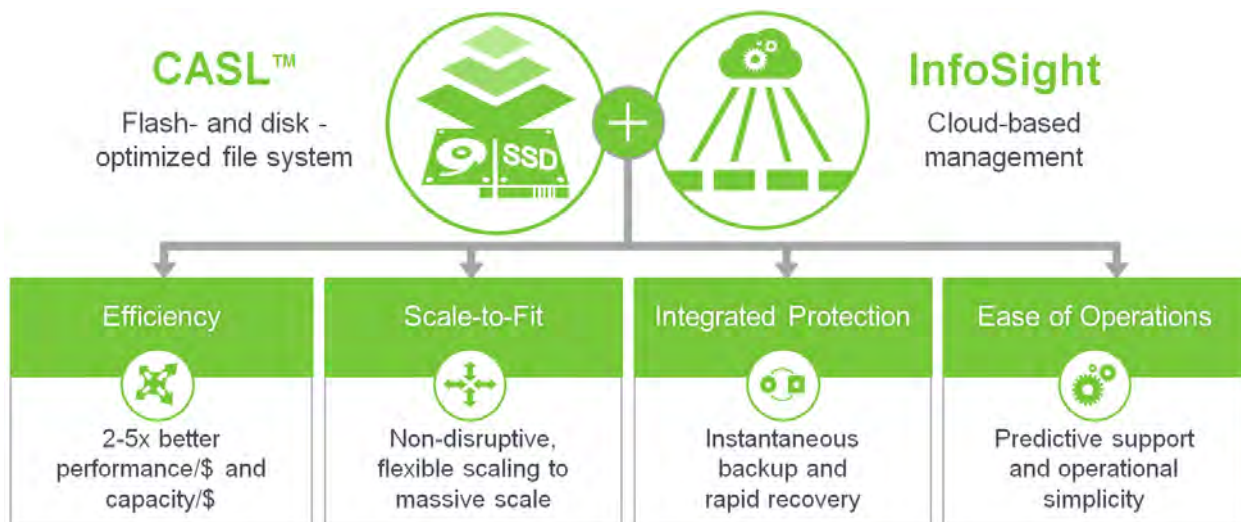 CASL™
Flash- and disk -
optimized file system
SSD
InfoSight
Cloud-based
management
Efficiency
2-5x better
performance/$ and
capacity/$
Scale-to-Fit
Non-disruptive,
flexible scaling to
massive scale
Integrated Protection
Instantaneous
backup and
rapid recovery
Ease of Operations
Predictive support
and operational
simplicity